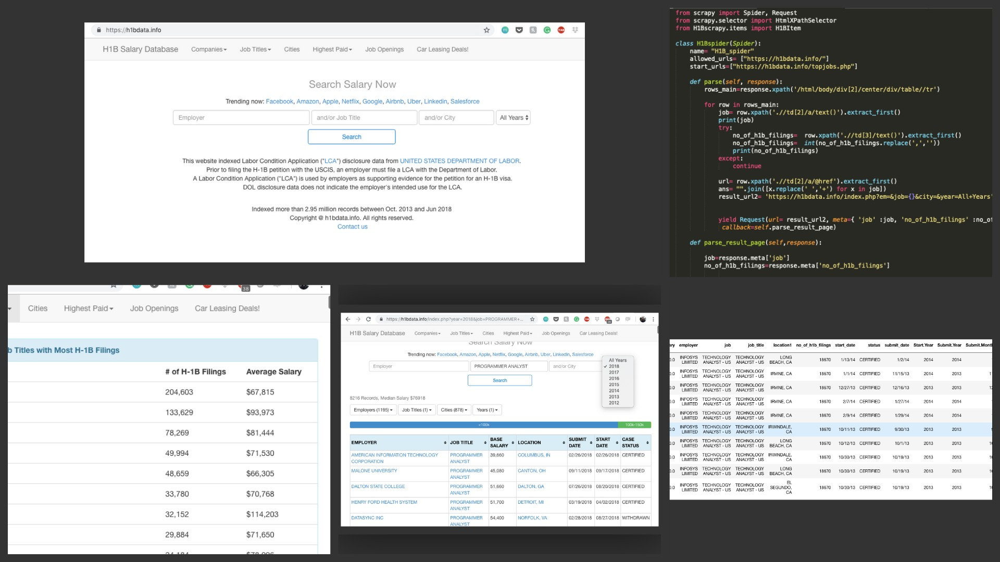 https://h1bdata.info
H1B Salary Database Companies Job Titles Cities Highest Paid Job Openings Car Leasing Deals!
Search Salary Now
Trending now: Facebook, Amazon, Apple, Netflix, Google, Airbnb, Uber, Linkedin, Salesforce
Employer and/or Job Title and/or City All Years
Search
This website indexed Labor Condition Application ("LCA") disclosure data from UNITED STATES DEPARTMENT OF LABOR.
Prior to filing the H-1B petition with the USCIS, an employer must file a LCA with the Department of Labor.
A Labor Condition Application ("LCA") is used by employers as supporting evidence for the petition for an H-1B visa.
DOL disclosure data does not indicate the employer's intended use for the LCA.
Indexed more than 2.95 million records between Oct. 2013 and Jun 2018
Copyright @ h1bdata.info. All rights reserved.
Contact us
from scrapy import Spider, Request
from scrapy.selector import HtmlXPathSelector
from H1Bscrapy.items import H1BItem
class H1Bspider(Spider):
name= "H1B_spider"
allowed_urls= ["https://h1bdata.info/"]
start_urls=["https://h1bdata.info/topjobs.php"]
def parse(self, response):
rows_main=response.xpath('/html/body/div[2]/center/div/table//tr')
for row in rows_main:
job= row.xpath('.//td[2]/a/text()').extract_first()
print(job)
try:
no_of_h1b_filings= row.xpath('.//td[3]/text()').extract_first()
no_of_h1b_filings= int(no_of_h1b_filings.replace(',',''))
print(no_of_h1b_filings)
except:
continue
url= row.xpath('.//td[2]/a/@href').extract_first()
ans= "".join([x.replace(' ','+') for x in job])
result_url2= 'https://h1bdata.info/index.php?em=&job={}&city=&year=All+Years'
yield Request(url= result_url2, meta={ 'job' :job, 'no_of_h1b_filings' :no_of
callback=self.parse_result_page)
def parse_result_page(self,response):
job=response.meta['job']
no_of_h1b_filings=response.meta['no_of_h1b_filings']
38
Cities Highest Paid Job Openings Car Leasing Deals!
b Titles with Most H-1B Filings
# of H-1B Filings Average Salary
204,603 $67,815
133,629 $93,973
78,269 $81,444
49,994 $71,530
48,659 $66,305
33,780 $70,768
32,152 $114,203
29,884 $71,650
https://h1bdata.info/index.php?year=2018&job=PROGRAMMER+...
H1B Salary Database Companies Job Titles Cities Highest Paid Job Openings Car Leasing Deals!
Search Salary Now
Trending now: Facebook, Amazon, Apple, Netflix, Google, Airbnb, Uber, Linkedin, Salesforce
Employer PROGRAMMER ANALYST and/or City
All Years
✓ 2018
2017
2016
2015
2014
2013
2012
Search
8216 Records, Median Salary $76918
Employers (1195) Job Titles (1) Cities (878) Years (1)
<100k 100k-150k
EMPLOYER JOB TITLE BASE SALARY LOCATION SUBMIT DATE START DATE CASE STATUS
AMERICAN INFORMATION TECHNOLOGY CORPORATION PROGRAMMER ANALYST 39,660 COLUMBUS, IN 02/26/2018 02/26/2018 CERTIFIED
MALONE UNIVERSITY PROGRAMMER ANALYST 45,080 CANTON, OH 09/11/2018 09/17/2018 CERTIFIED
DALTON STATE COLLEGE PROGRAMMER ANALYST 51,660 DALTON, GA 07/26/2018 08/20/2018 CERTIFIED
HENRY FORD HEALTH SYSTEM PROGRAMMER ANALYST 51,700 DETROIT, MI 03/19/2018 04/02/2018 CERTIFIED
DATASYNC INC PROGRAMMER ANALYST 54,400 NORFOLK, VA 02/28/2018 08/27/2018 WITHDRAWN
ary employer job job_title location1 no_of_h1b_filings start_date status submit_date Start.Year Submit.Year Submit.Mont
0.0 INFOSYS LIMITED TECHNOLOGY ANALYST - US TECHNOLOGY ANALYST - US LONG BEACH, CA 18670 1/13/14 CERTIFIED 1/2/14 2014 2014
INFOSYS LIMITED TECHNOLOGY ANALYST - US TECHNOLOGY ANALYST - US IRVINE, CA 18670 1/1/14 CERTIFIED 11/15/13 2014 2013
0.0 INFOSYS LIMITED TECHNOLOGY ANALYST - US TECHNOLOGY ANALYST - US IRVINE, CA 18670 12/27/13 CERTIFIED 12/16/13 2013 2013
0.0 INFOSYS LIMITED TECHNOLOGY ANALYST - US TECHNOLOGY ANALYST - US IRVINE, CA 18670 2/7/14 CERTIFIED 1/27/14 2014 2014
0.0 INFOSYS LIMITED TECHNOLOGY ANALYST - US TECHNOLOGY ANALYST - US IRVINE, CA 18670 2/9/14 CERTIFIED 1/29/14 2014 2014
0.0 INFOSYS LIMITED TECHNOLOGY ANALYST - US TECHNOLOGY ANALYST - US IRWINDALE, CA 18670 10/11/13 CERTIFIED 9/30/13 2013 2013
0.0 INFOSYS LIMITED TECHNOLOGY ANALYST - US TECHNOLOGY ANALYST - US LONG BEACH, CA 18670 10/12/13 CERTIFIED 10/1/13 2013 2013
0.0 INFOSYS LIMITED TECHNOLOGY ANALYST - US TECHNOLOGY ANALYST - US IRWINDALE, CA 18670 10/30/13 CERTIFIED 10/19/13 2013 2013
0.0 INFOSYS LIMITED TECHNOLOGY ANALYST - US TECHNOLOGY ANALYST - US LONG BEACH, CA 18670 10/30/13 CERTIFIED 10/19/13 2013 2013
0.0 INFOSYS LIMITED TECHNOLOGY ANALYST - US TECHNOLOGY ANALYST - US EL SEGUNDO, CA 18670 10/30/13 CERTIFIED 10/19/13 2013 2013